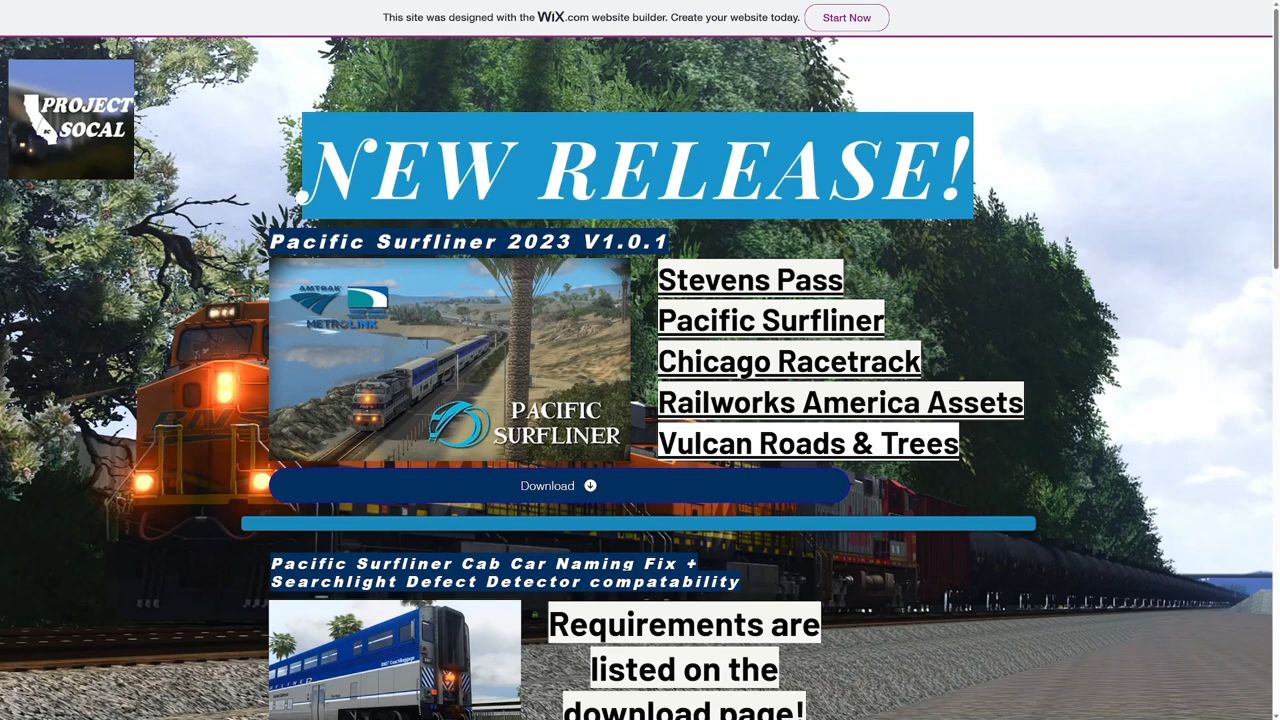 This site was designed with the WiX.com website builder. Create your website today. Start Now
PROJECT
SOCAL
NEW RELEASE!
Pacific Surfliner 2023 V1.0.1
AMTRAK
METROLINK
PACIFIC
SURFLINER
Stevens Pass
Pacific Surfliner
Chicago Racetrack
Railworks America Assets
Vulcan Roads & Trees
Download
Pacific Surfliner Cab Car Naming Fix +
Searchlight Defect Detector compatability
Requirements are
listed on the
download page!